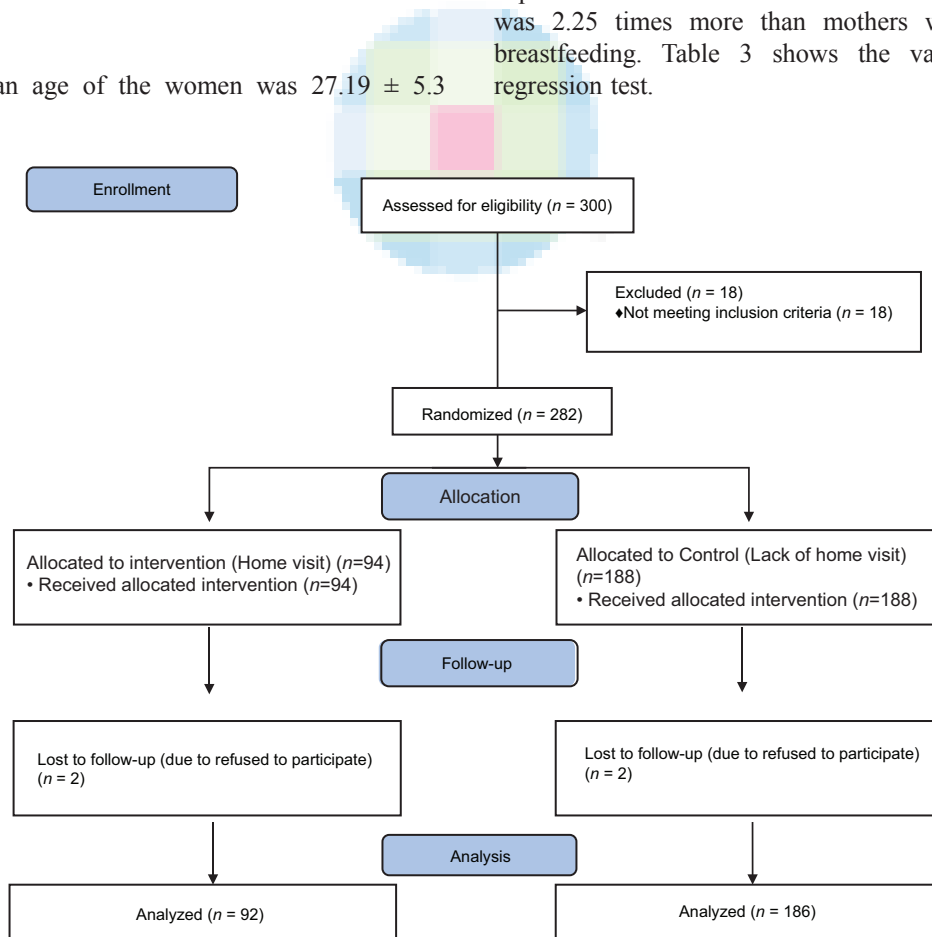 was 2.25 times more than mothers
breastfeeding. Table 3 shows the
age of the women was 27.19 ± 5.3
regression test.
Enrollment
Assessed for eligibility (n = 300)
Excluded (n = 18)
♦Not meeting inclusion criteria (n = 18)
Randomized (n = 282)
Allocation
Allocated to intervention (Home visit) (n=94)
• Received allocated intervention (n=94)
Allocated to Control (Lack of home visit)
(n=188)
• Received allocated intervention (n=188)
Follow-up
Lost to follow-up (due to refused to participate)
(n = 2)
Lost to follow-up (due to refused to participate)
(n = 2)
Analysis
Analyzed (n = 92)
Analyzed (n = 186)